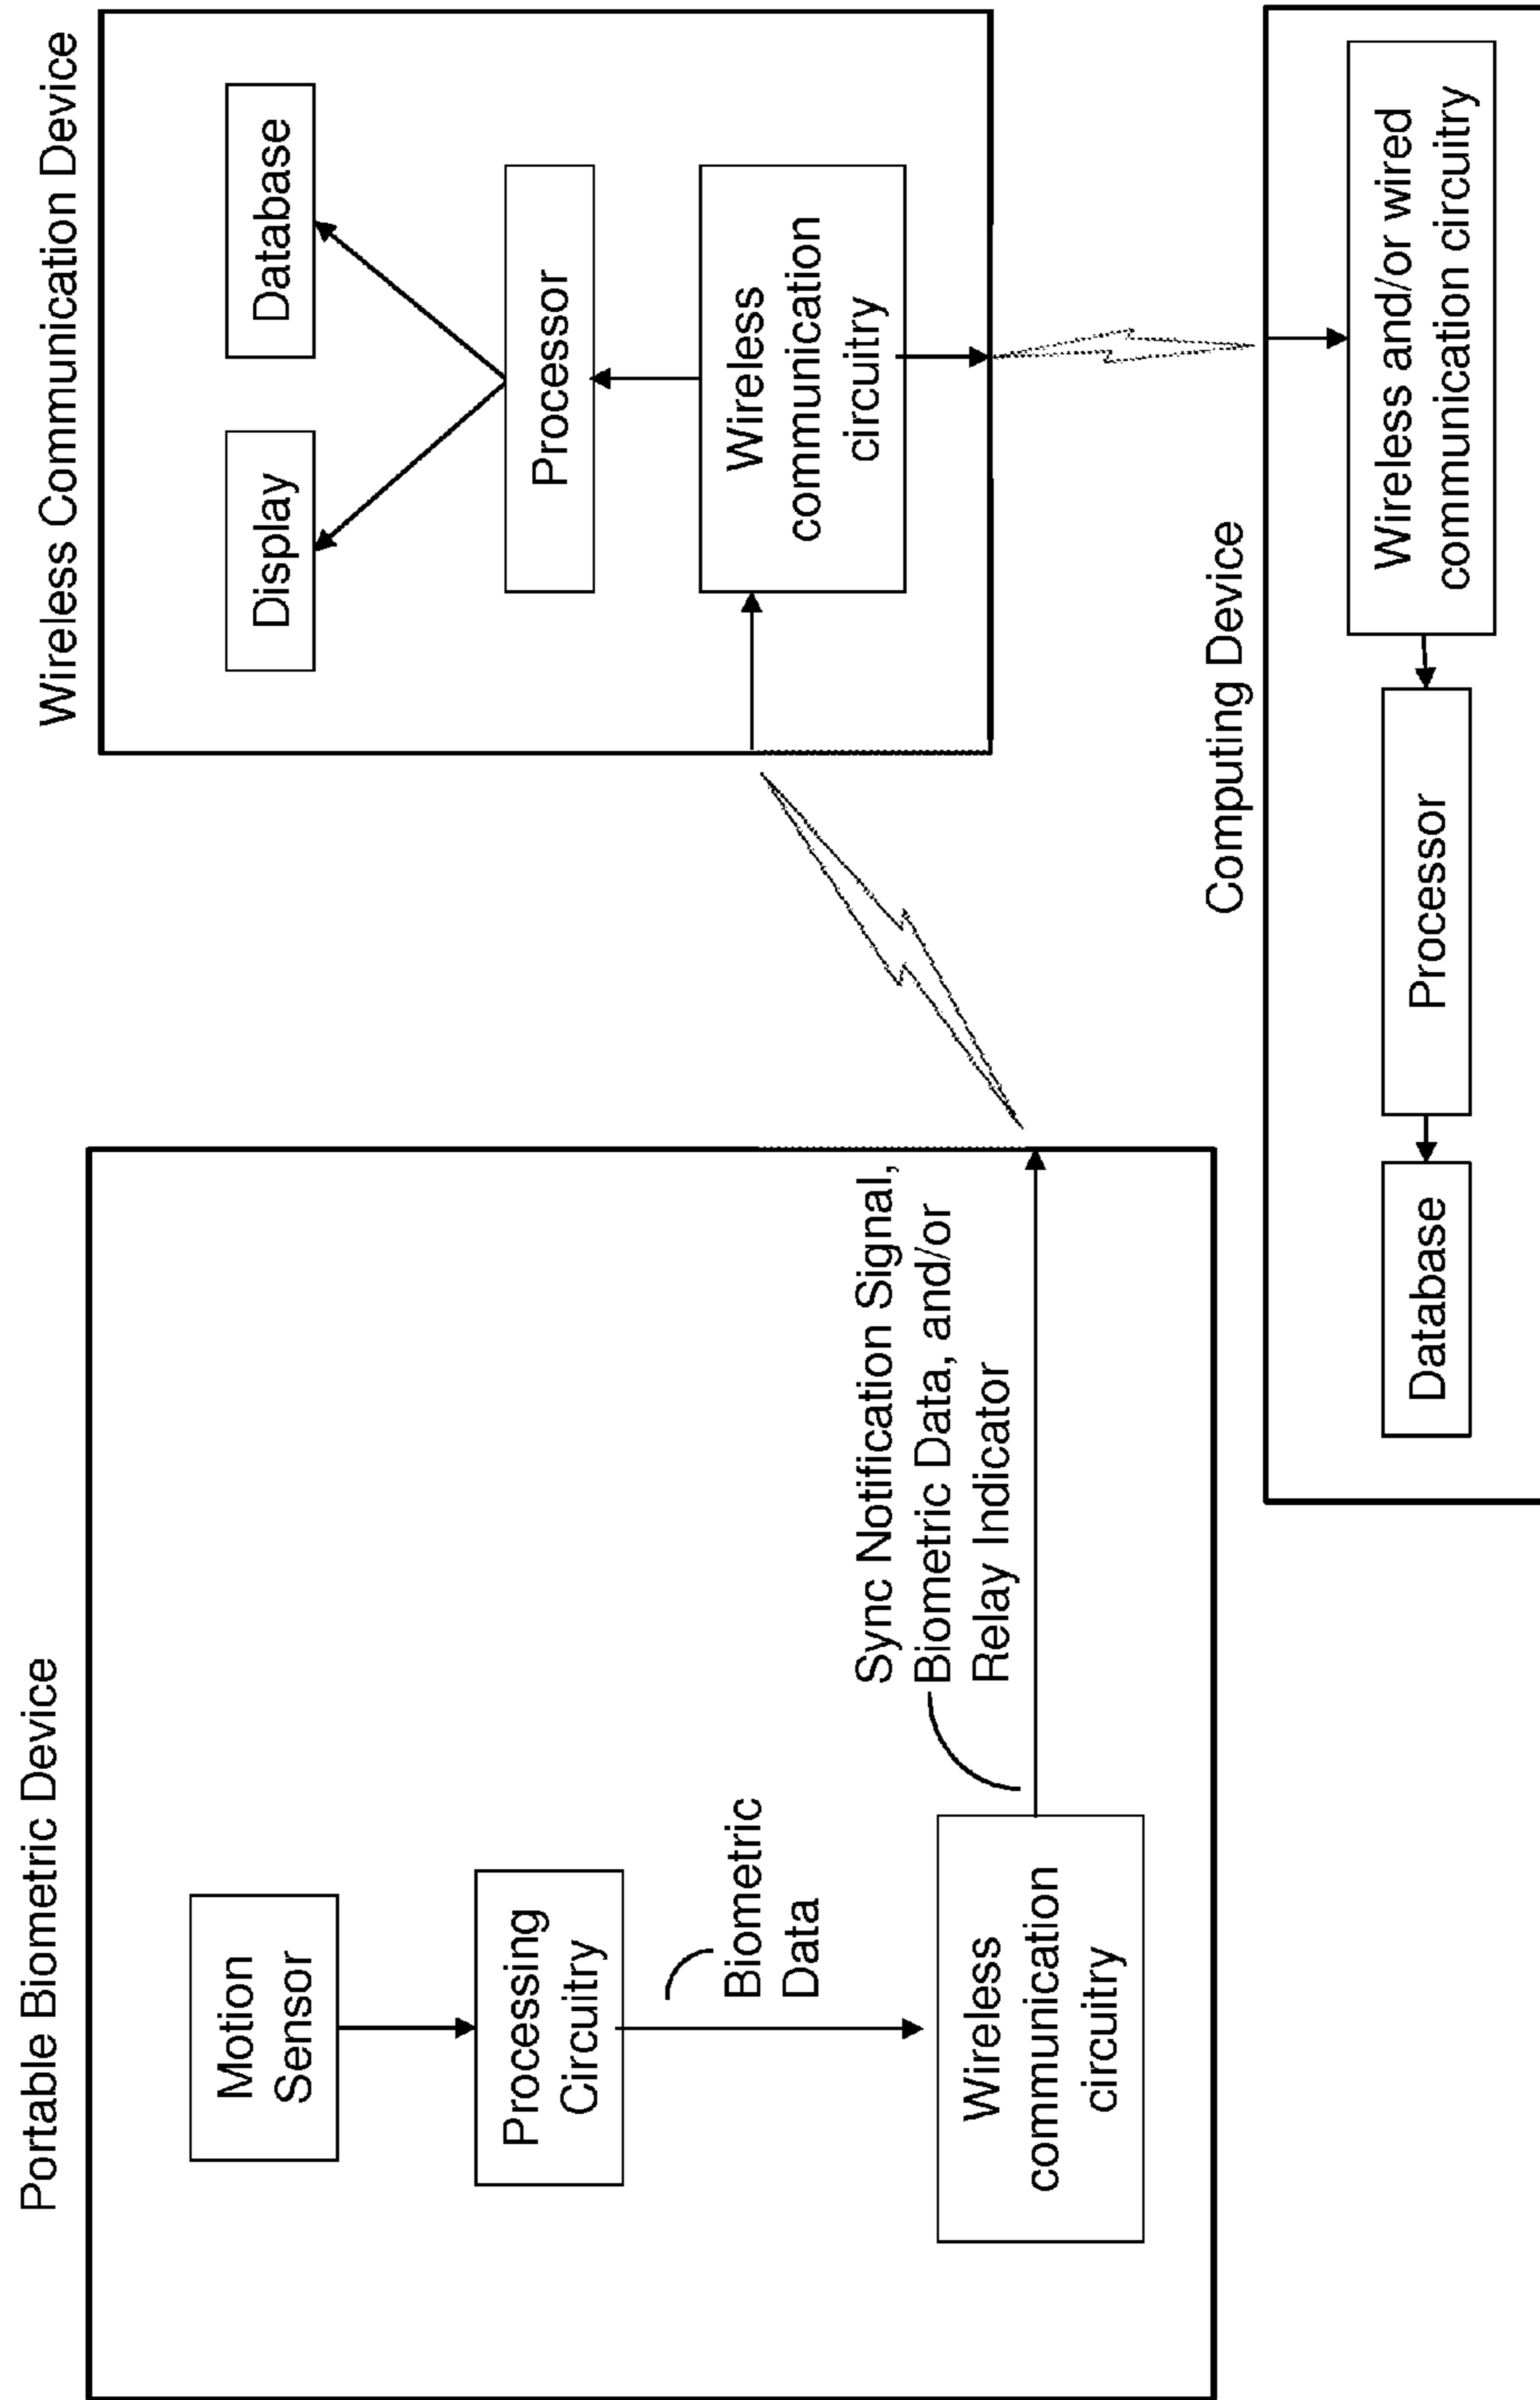 Portable Biometric Device
Motion
Sensor
Processing
Circuitry
Biometric
Data
Wireless
communication
circuitry
Sync Notification Signal,
Biometric Data, and/or
Relay Indicator
Wireless Communication Device
Display
Database
Processor
Wireless
communication
circuitry
Computing Device
Database
Processor
Wireless and/or wired
communication circuitry